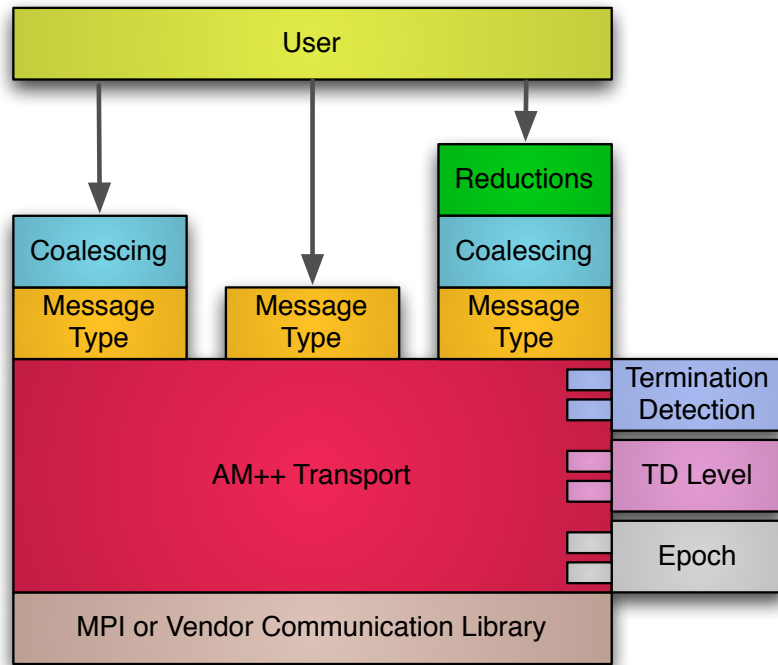 User
Reductions
Coalescing
Coalescing
Message
Type
Message
Type
Message
Type
Termination
Detection
AM++ Transport
TD Level
Epoch
MPI or Vendor Communication Library